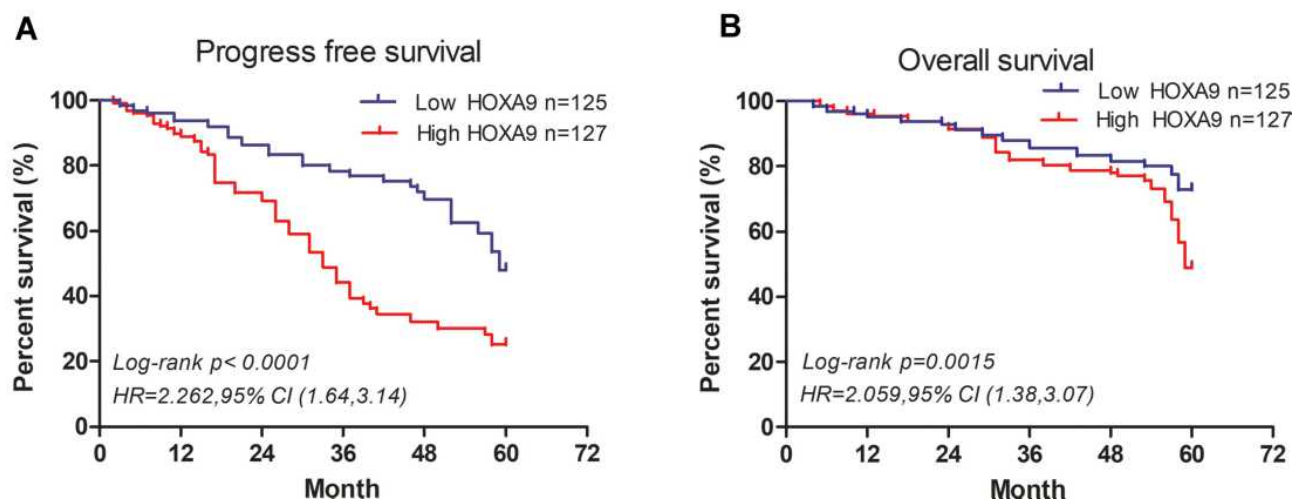 A
Progress free survival
Low HOXA9 n=125
High HOXA9 n=127
Percent survival (%)
100
80
60
40
20
0
Log-rank p< 0.0001
HR=2.262,95% CI (1.64,3.14)
0 12 24 36 48 60 72
Month
B
Overall survival
Low HOXA9 n=125
High HOXA9 n=127
Percent survival (%)
100
80
60
40
20
0
Log-rank p=0.0015
HR=2.059,95% CI (1.38,3.07)
0 12 24 36 48 60 72
Month